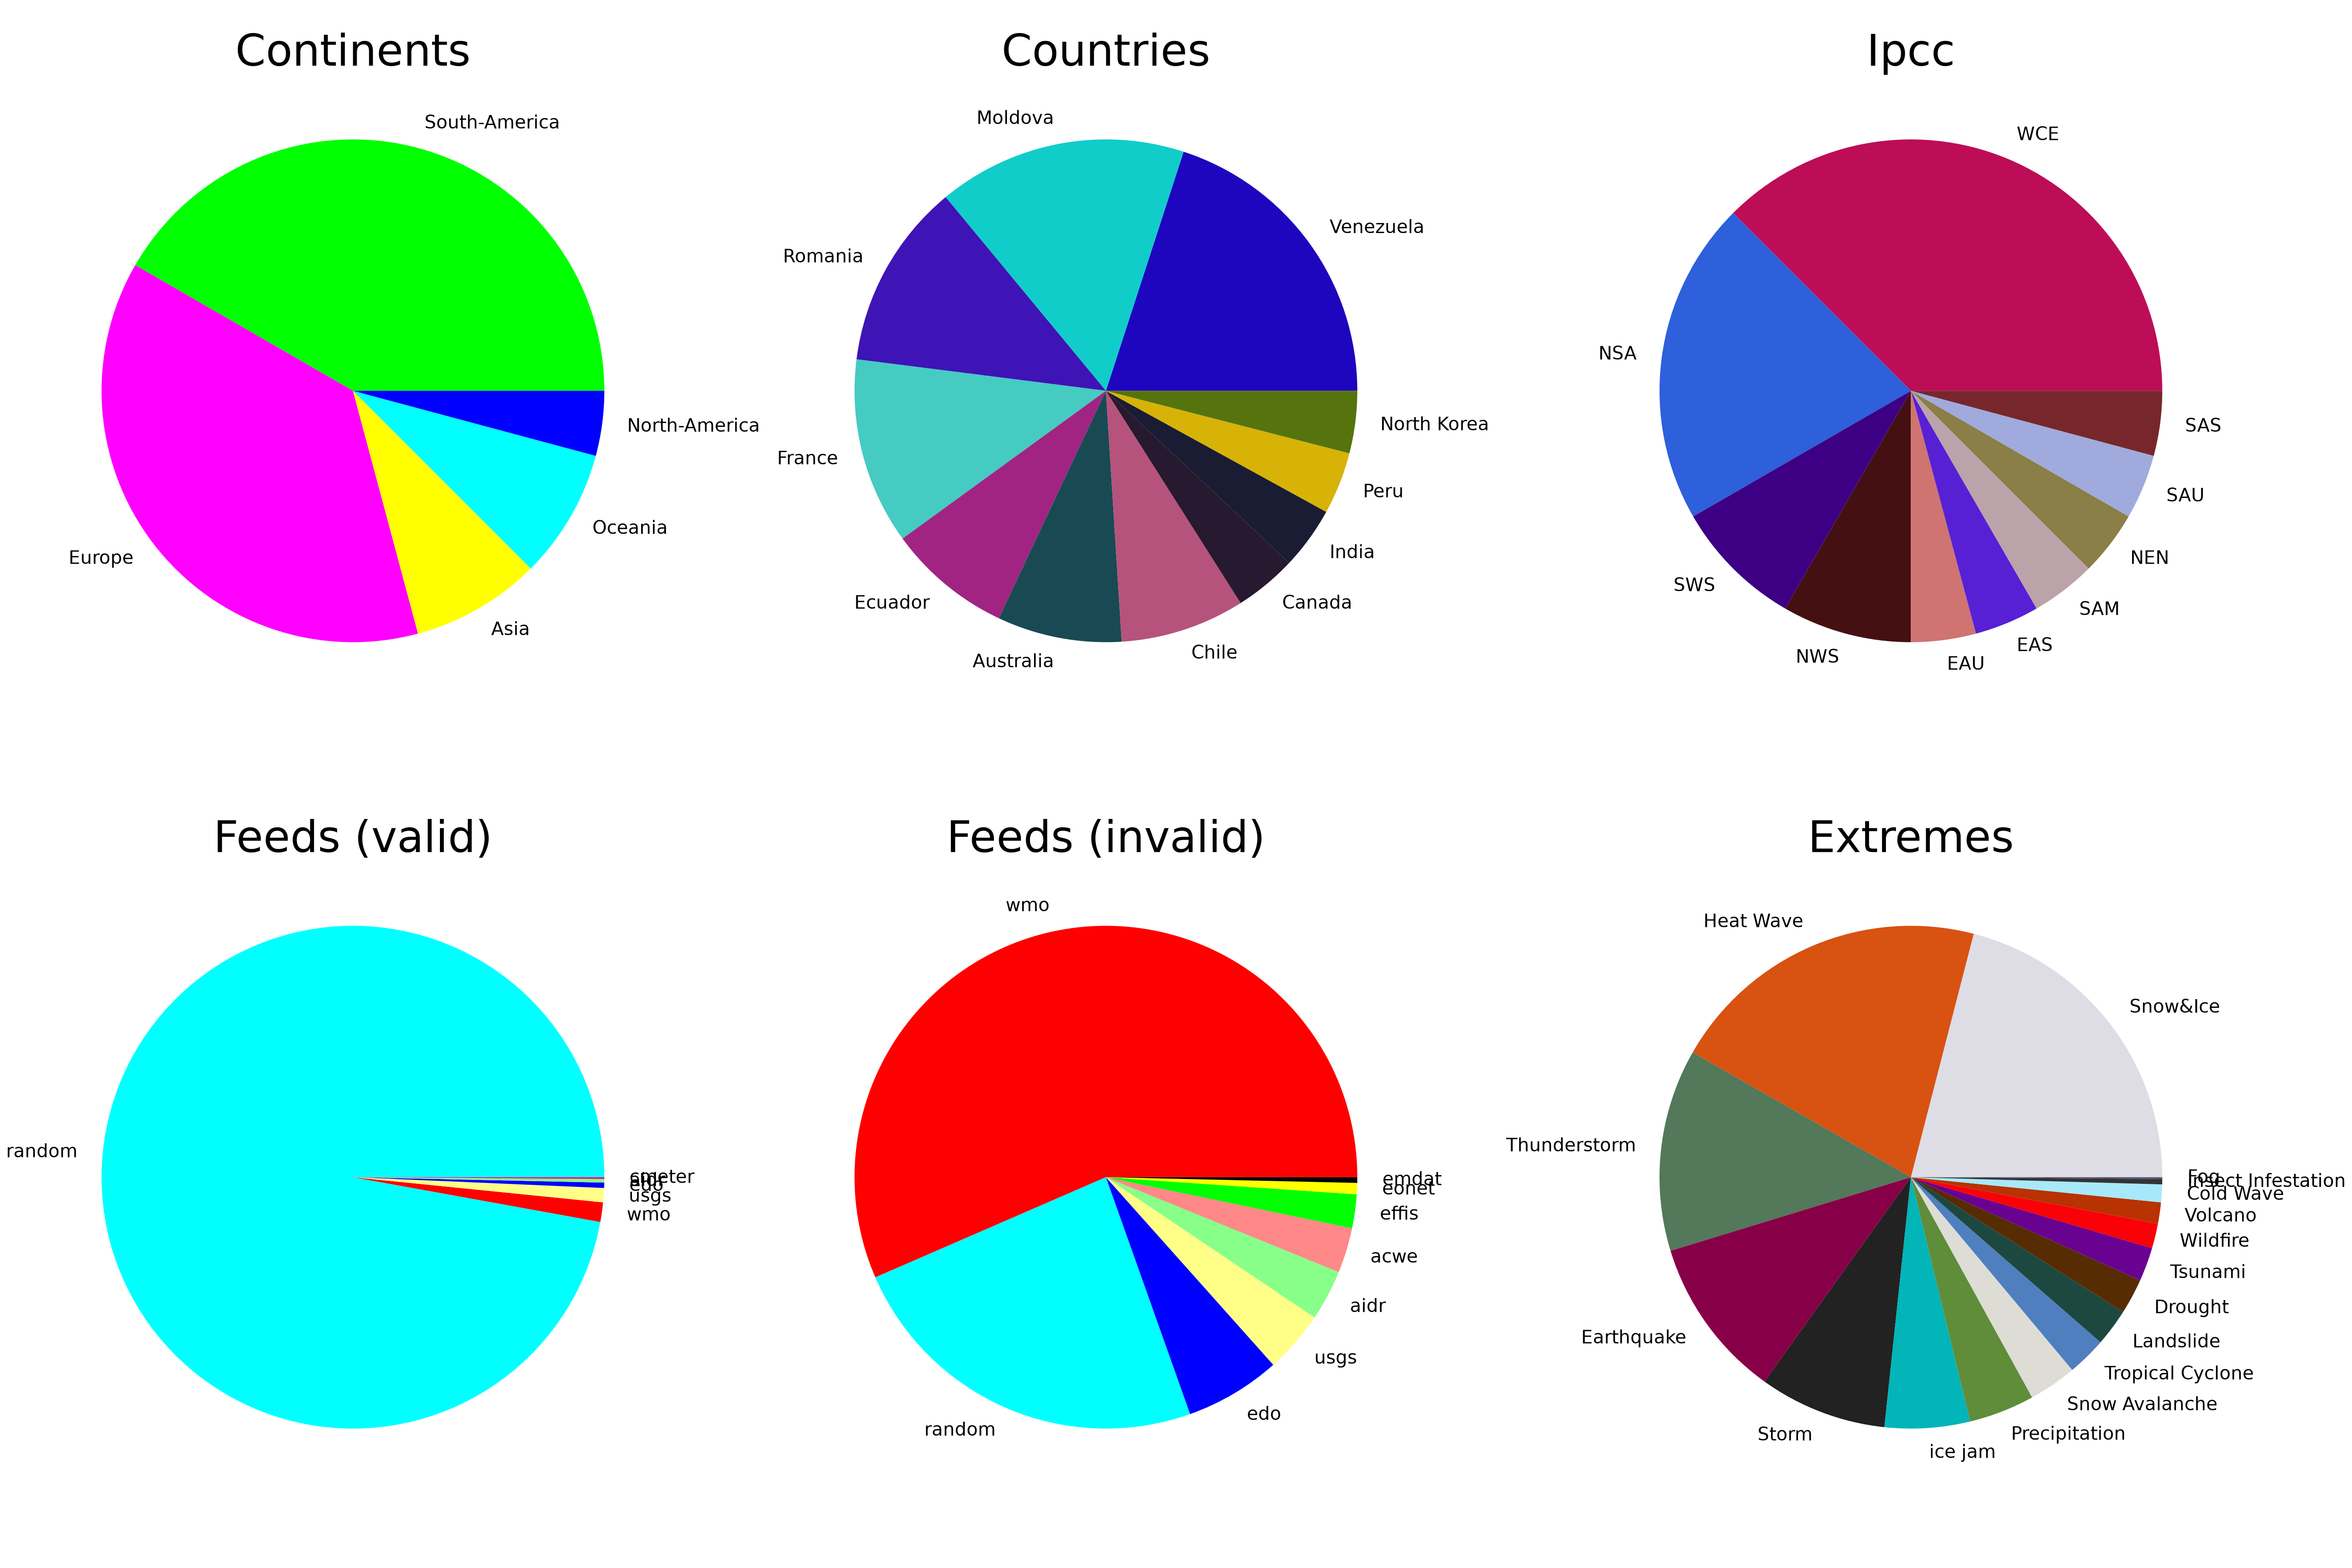 Continents
South-America
Europe
Asia
Oceania
North-America
Countries
Venezuela
Moldova
Romania
France
Ecuador
Australia
Chile
Canada
India
Peru
North Korea
Ipcc
WCE
NSA
SWS
NWS
EAU
EAS
SAM
NEN
SAU
SAS
Feeds (valid)
random
wmo
usgs
edo
Feeds (invalid)
wmo
random
edo
usgs
aidr
acwe
effis
eonet
emdat
Extremes
Snow&Ice
Heat Wave
Thunderstorm
Earthquake
Storm
ice jam
Precipitation
Snow Avalanche
Tropical Cyclone
Landslide
Drought
Tsunami
Wildfire
Volcano
Cold Wave
Insect Infestation
Fog